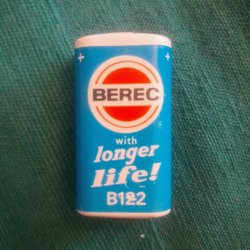 + +
BEREC
with
longer
life!
B122